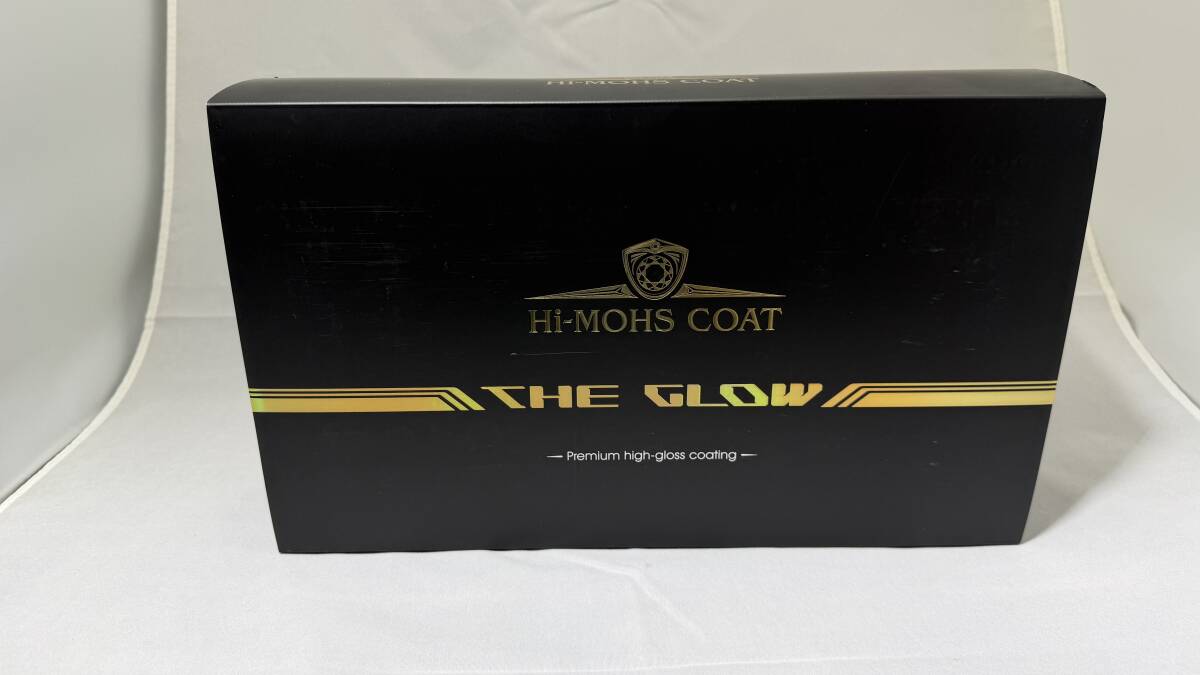 Hi-MOHS COAT
Hi-MOHS COAT
THE GLOW
Premium high-gloss coating